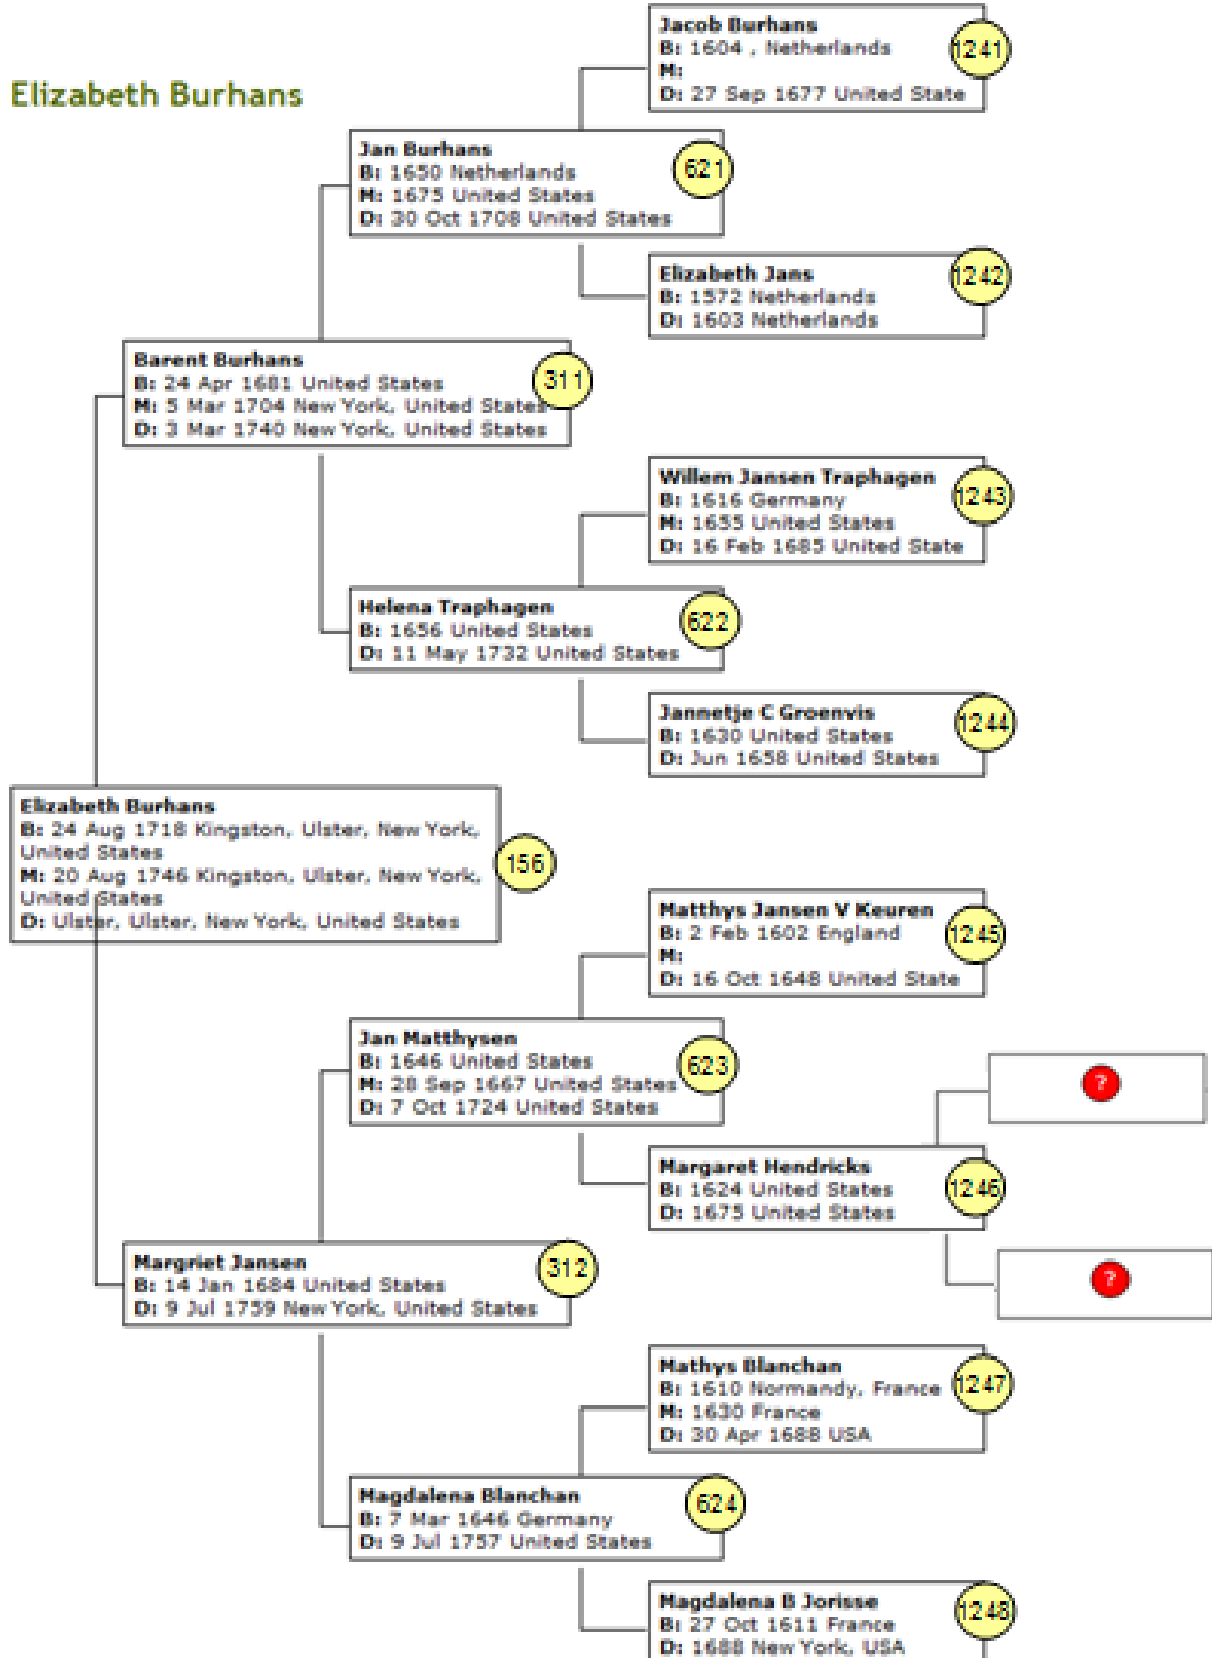 Elizabeth Burhans
Jacob Burhans
B: 1604 , Netherlands
M:
D: 27 Sep 1677 United State
1241
Jan Burhans
B: 1650 Netherlands
M: 1675 United States
D: 30 Oct 1708 United States
621
Elizabeth Jans
B: 1572 Netherlands
D: 1603 Netherlands
1242
Barent Burhans
B: 24 Apr 1681 United States
M: 5 Mar 1704 New York, United States
D: 3 Mar 1740 New York, United States
311
Willem Jansen Traphagen
B: 1616 Germany
M: 1655 United States
D: 16 Feb 1685 United State
1243
Helena Traphagen
B: 1656 United States
D: 11 May 1732 United States
622
Jannetje C Groenvis
B: 1630 United States
D: Jun 1658 United States
1244
Elizabeth Burhans
B: 24 Aug 1718 Kingston, Ulster, New York,
United States
M: 20 Aug 1746 Kingston, Ulster, New York,
United States
D: Ulster, Ulster, New York, United States
156
Matthys Jansen V Keuren
B: 2 Feb 1602 England
M:
D: 16 Oct 1648 United State
1245
Jan Matthysen
B: 1646 United States
M: 28 Sep 1667 United States
D: 7 Oct 1724 United States
623
?
Margaret Hendricks
B: 1624 United States
D: 1675 United States
1246
?
Margriet Jansen
B: 14 Jan 1684 United States
D: 9 Jul 1759 New York, United States
312
Mathys Blanchan
B: 1610 Normandy, France
M: 1630 France
D: 30 Apr 1688 USA
1247
Magdalena Blanchan
B: 7 Mar 1646 Germany
D: 9 Jul 1757 United States
624
Magdalena B Jorisse
B: 27 Oct 1611 France
D: 1688 New York, USA
1248